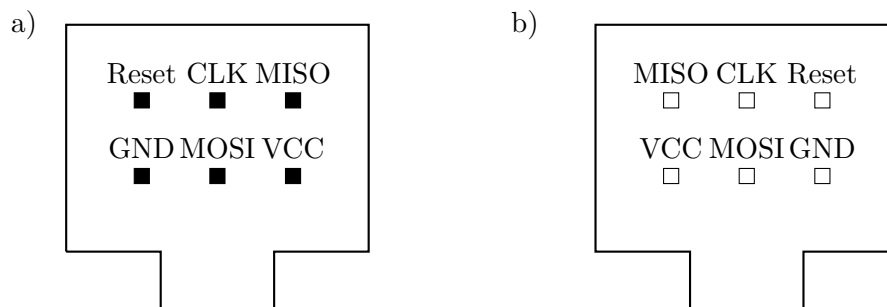 a)
Reset CLK MISO
GND MOSI VCC
b)
MISO CLK Reset
VCC MOSI GND